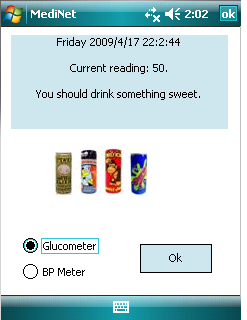 MediNet
2:02
ok
Friday 2009/4/17 22:2:44
Current reading: 50.
You should drink something sweet.
Glucometer
BP Meter
Ok